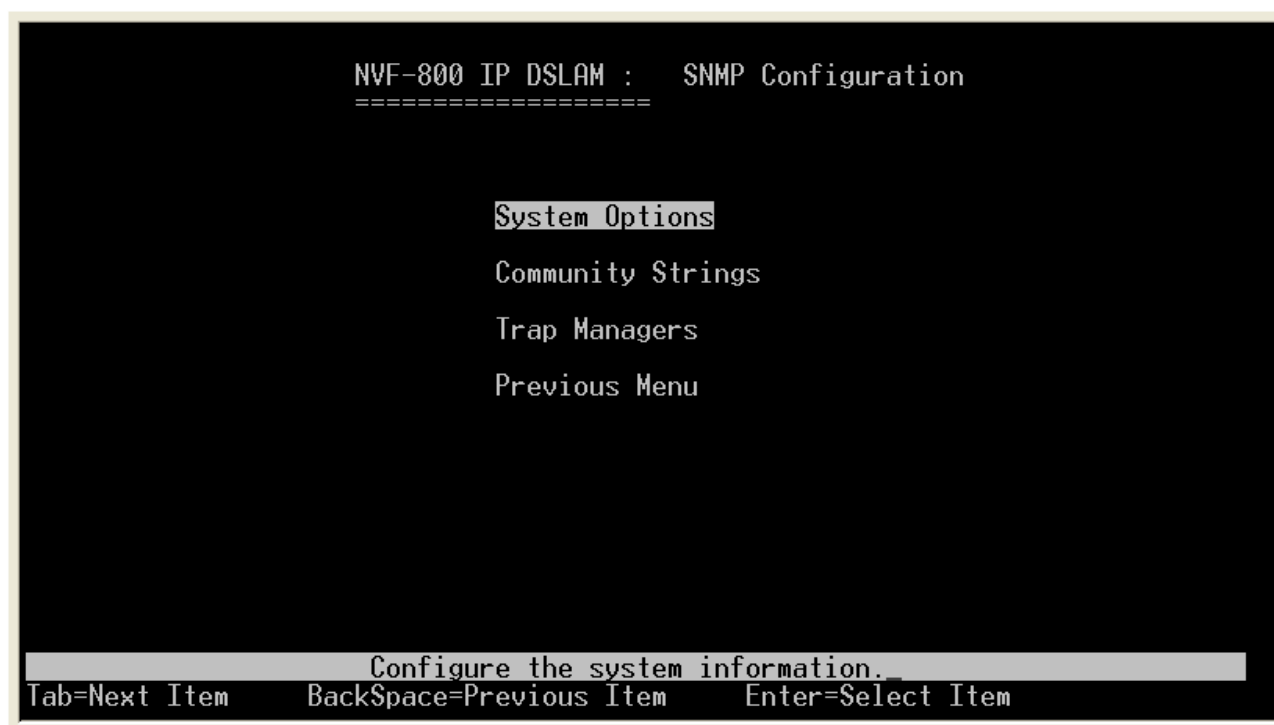 NVF-800 IP DSLAM :   SNMP Configuration
===================
System Options
Community Strings
Trap Managers
Previous Menu
Configure the system information._
Tab=Next Item     BackSpace=Previous Item     Enter=Select Item